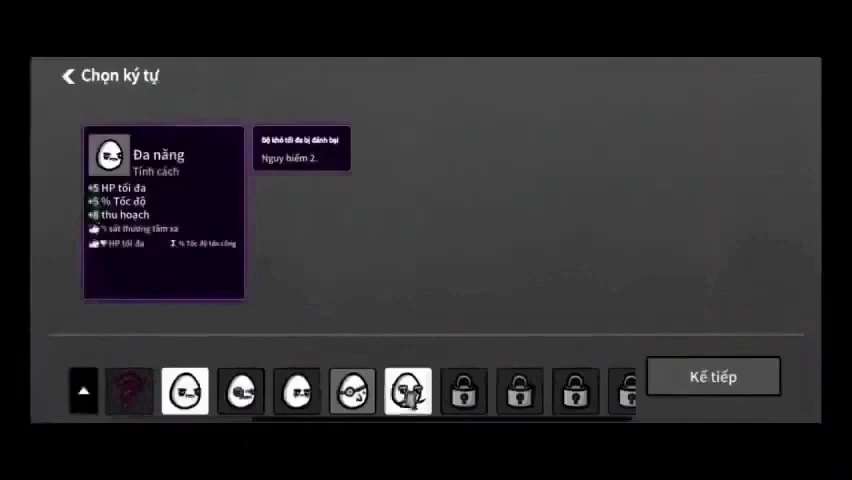 Chọn ký tự
Đa năng
Tính cách
+5 HP tối đa
+5 % Tốc độ
+8 thu hoạch
sát thương tầm xa
HP tối đa
% Tốc độ tấn công
Độ khó tối đa bị đánh bại
Nguy hiểm 2.
Kế tiếp